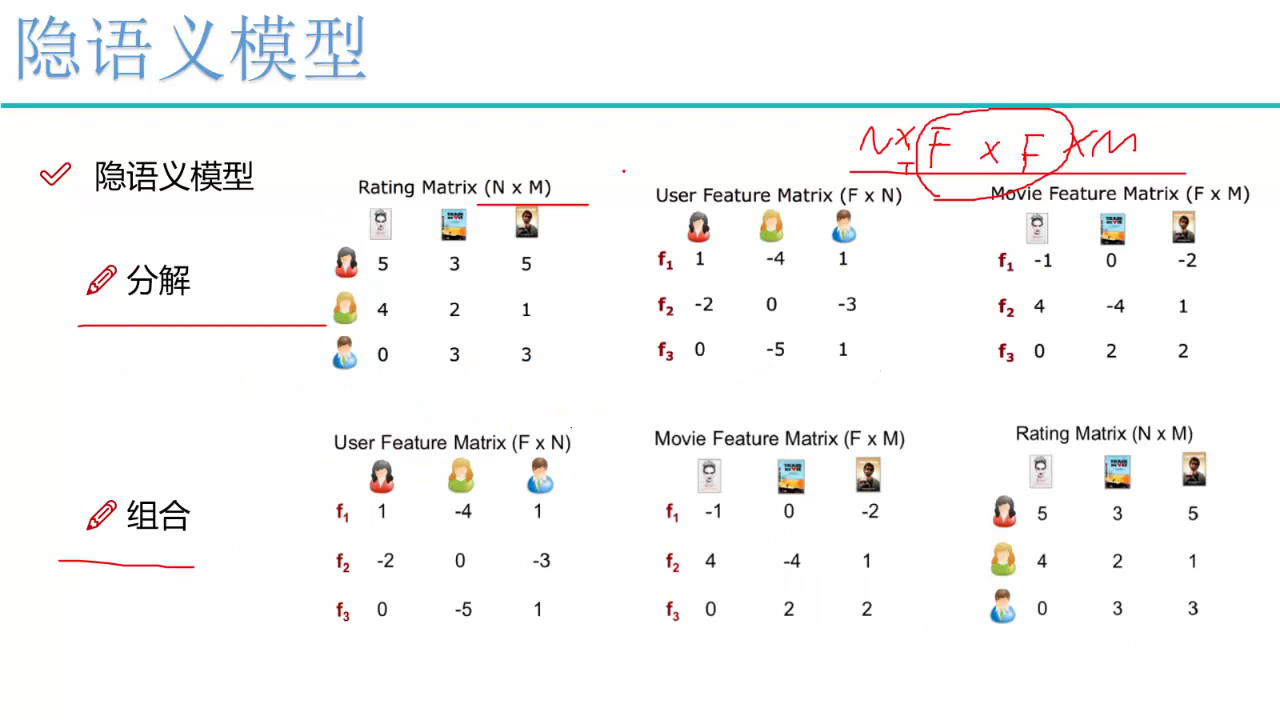 隐语义模型
N x F x F x M
T
隐语义模型
Rating Matrix (N x M)
User Feature Matrix (F x N)
Movie Feature Matrix (F x M)
分解
5 3 5
4 2 1
0 3 3
f1 1 -4 1
f2 -2 0 -3
f3 0 -5 1
f1 -1 0 -2
f2 4 -4 1
f3 0 2 2
组合
User Feature Matrix (F x N)
Movie Feature Matrix (F x M)
Rating Matrix (N x M)
f1 1 -4 1
f2 -2 0 -3
f3 0 -5 1
f1 -1 0 -2
f2 4 -4 1
f3 0 2 2
5 3 5
4 2 1
0 3 3